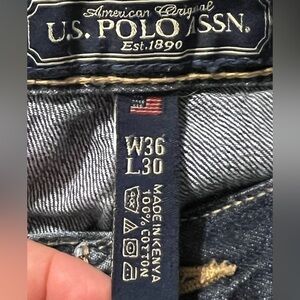 American Original
U.S. POLO ASSN.
Est.1890
W36
L30
MADE IN KENYA
100% COTTON